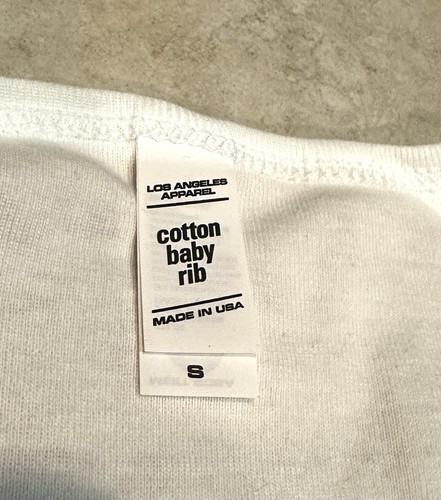 LOS ANGELES
APPAREL
cotton
baby
rib
MADE IN USA
S